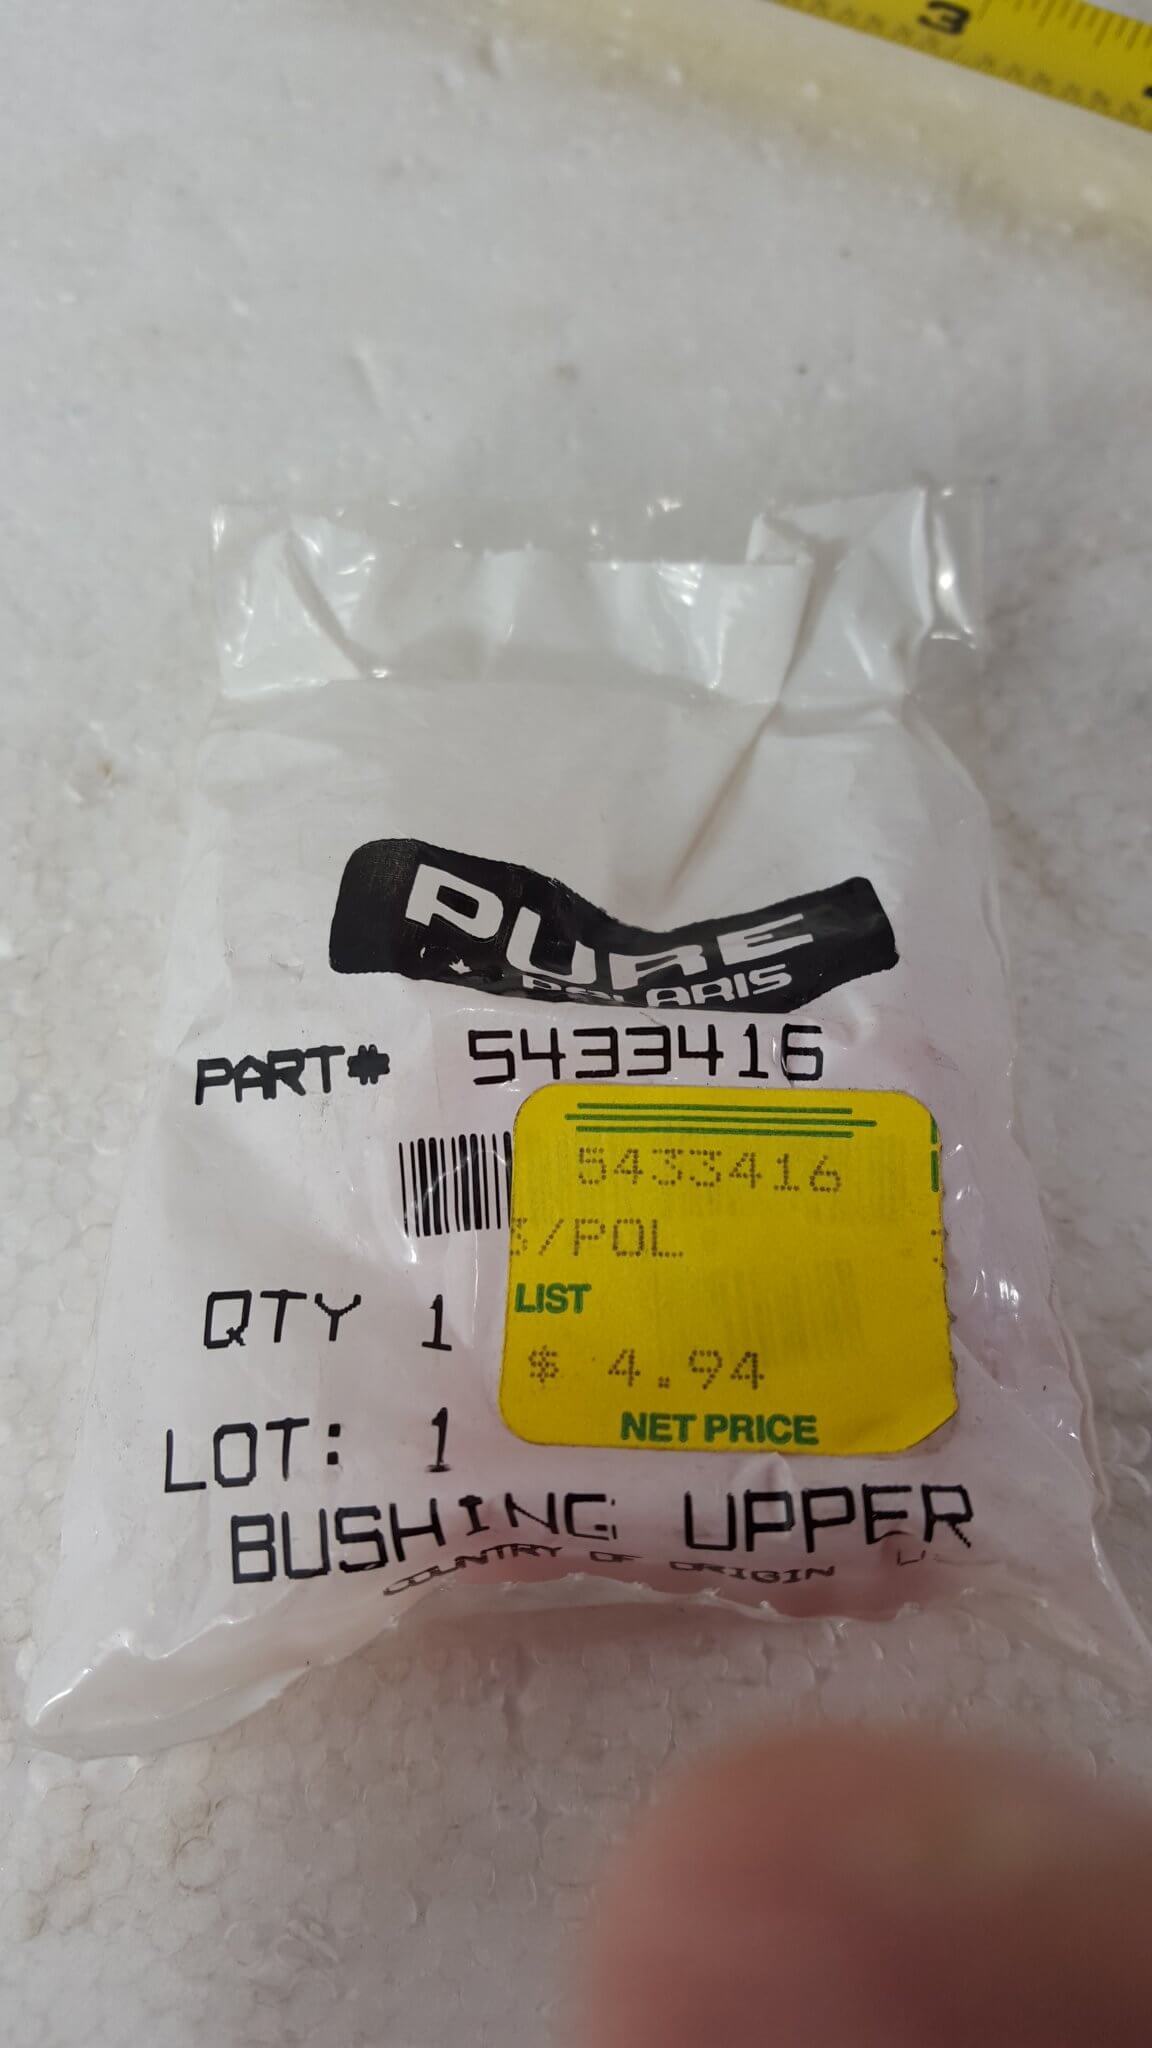 3
PURE
POLARIS
PART# 5433416
5433416
/POL
LIST
$ 4.94
NET PRICE
QTY 1
LOT: 1
BUSHING UPPER
COUNTRY OF ORIGIN